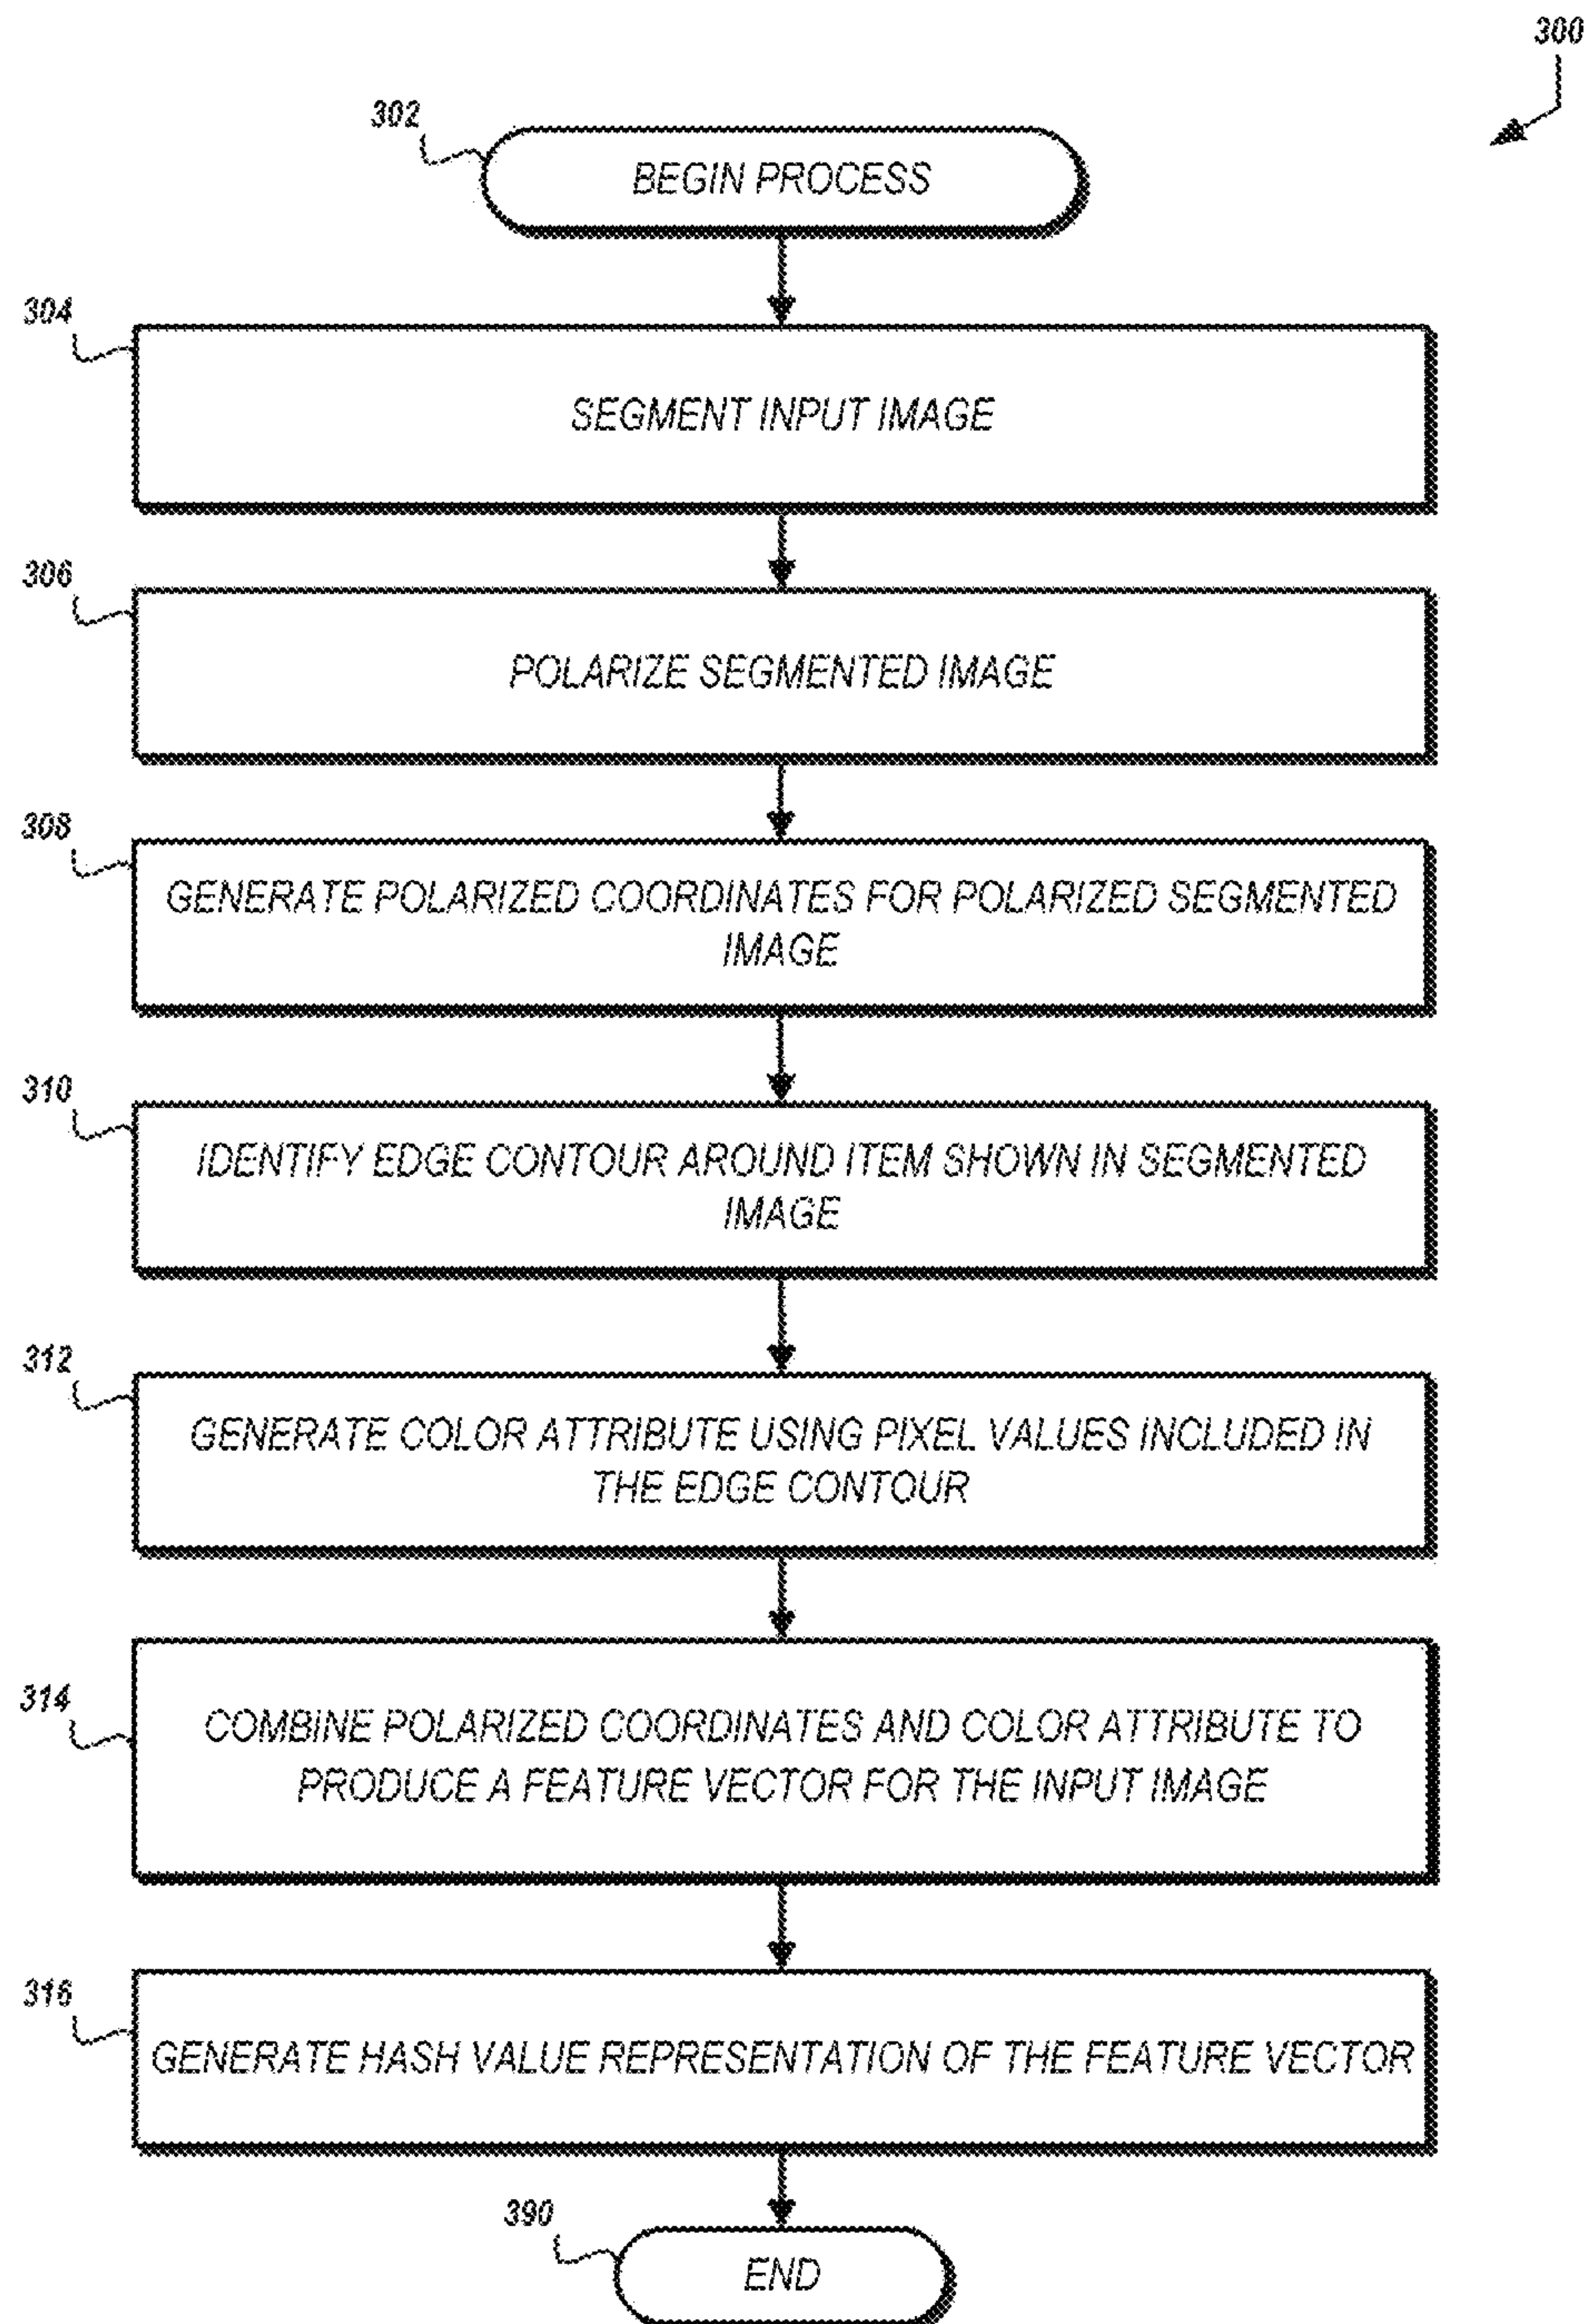 300
302
BEGIN PROCESS
304
SEGMENT INPUT IMAGE
306
POLARIZE SEGMENTED IMAGE
308
GENERATE POLARIZED COORDINATES FOR POLARIZED SEGMENTED
IMAGE
310
IDENTIFY EDGE CONTOUR AROUND ITEM SHOWN IN SEGMENTED
IMAGE
312
GENERATE COLOR ATTRIBUTE USING PIXEL VALUES INCLUDED IN
THE EDGE CONTOUR
314
COMBINE POLARIZED COORDINATES AND COLOR ATTRIBUTE TO
PRODUCE A FEATURE VECTOR FOR THE INPUT IMAGE
316
GENERATE HASH VALUE REPRESENTATION OF THE FEATURE VECTOR
390
END